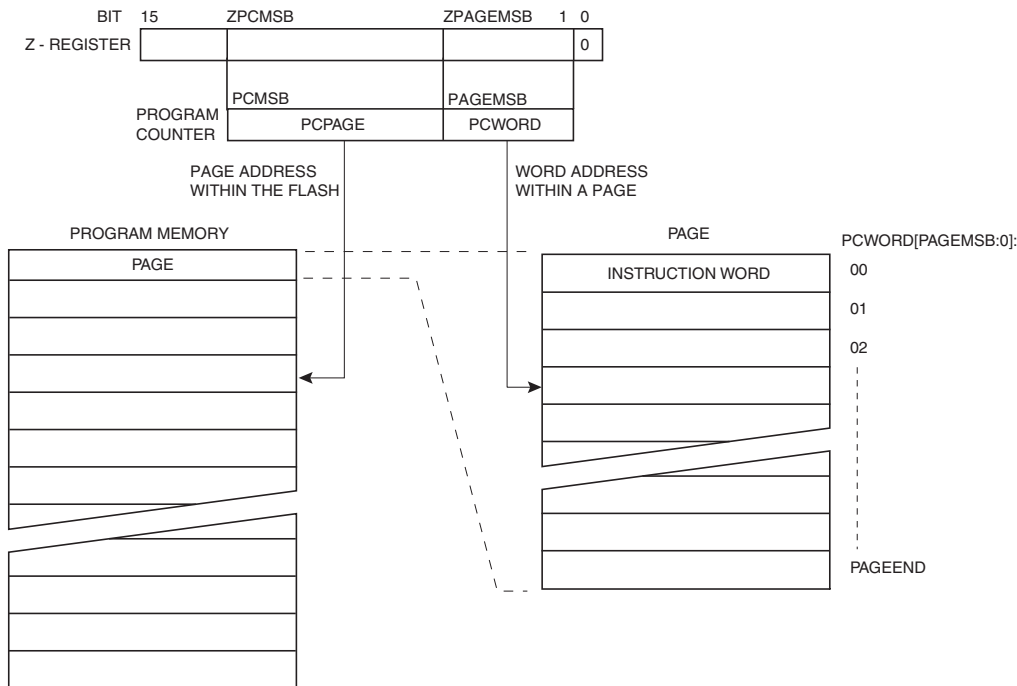 BIT 15 ZPCMSB ZPAGEMSB 1 0
Z - REGISTER 0
PCMSB PAGEMSB
PROGRAM
COUNTER
PCPAGE PCWORD
PAGE ADDRESS
WITHIN THE FLASH
WORD ADDRESS
WITHIN A PAGE
PROGRAM MEMORY
PAGE
PAGE
INSTRUCTION WORD
PCWORD[PAGEMSB:0]:
00
01
02
PAGEEND